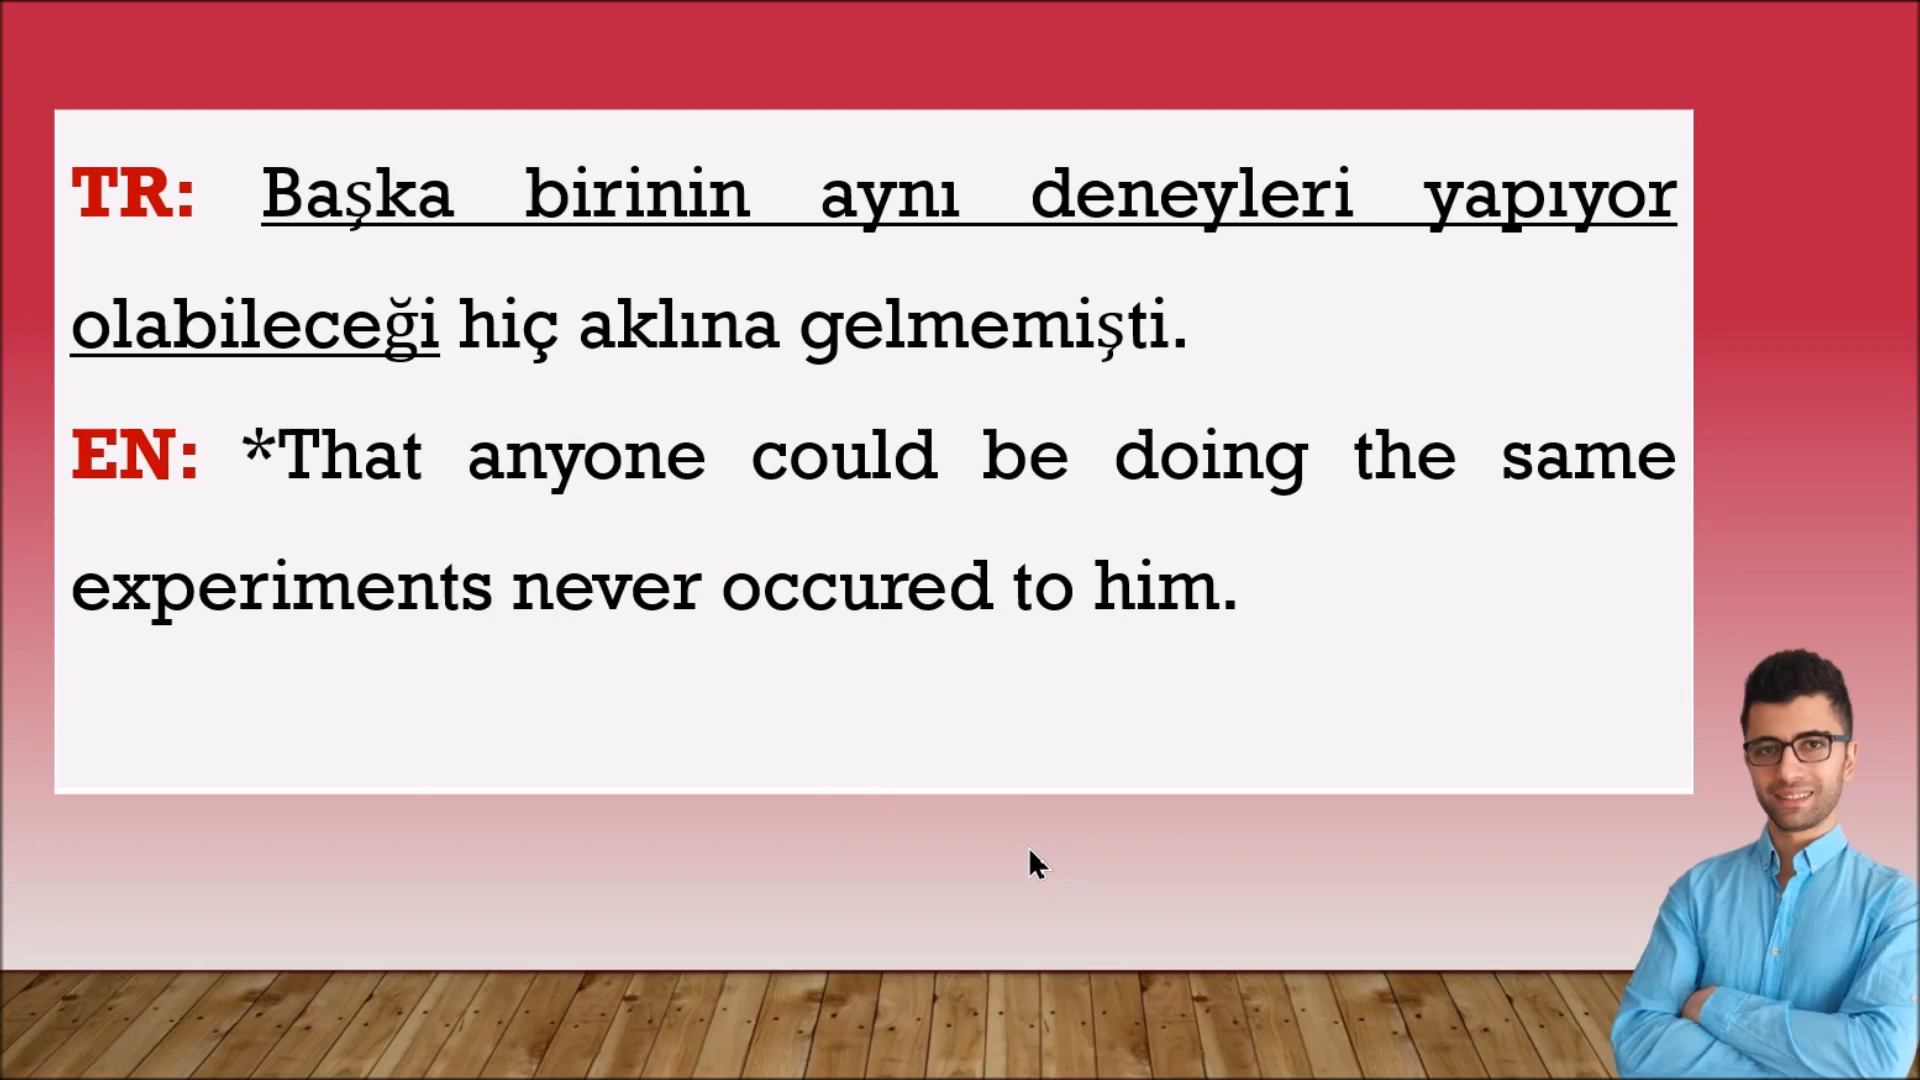 TR: Başka birinin aynı deneyleri yapıyor
olabileceği hiç aklına gelmemişti.
EN: *That anyone could be doing the same
experiments never occured to him.